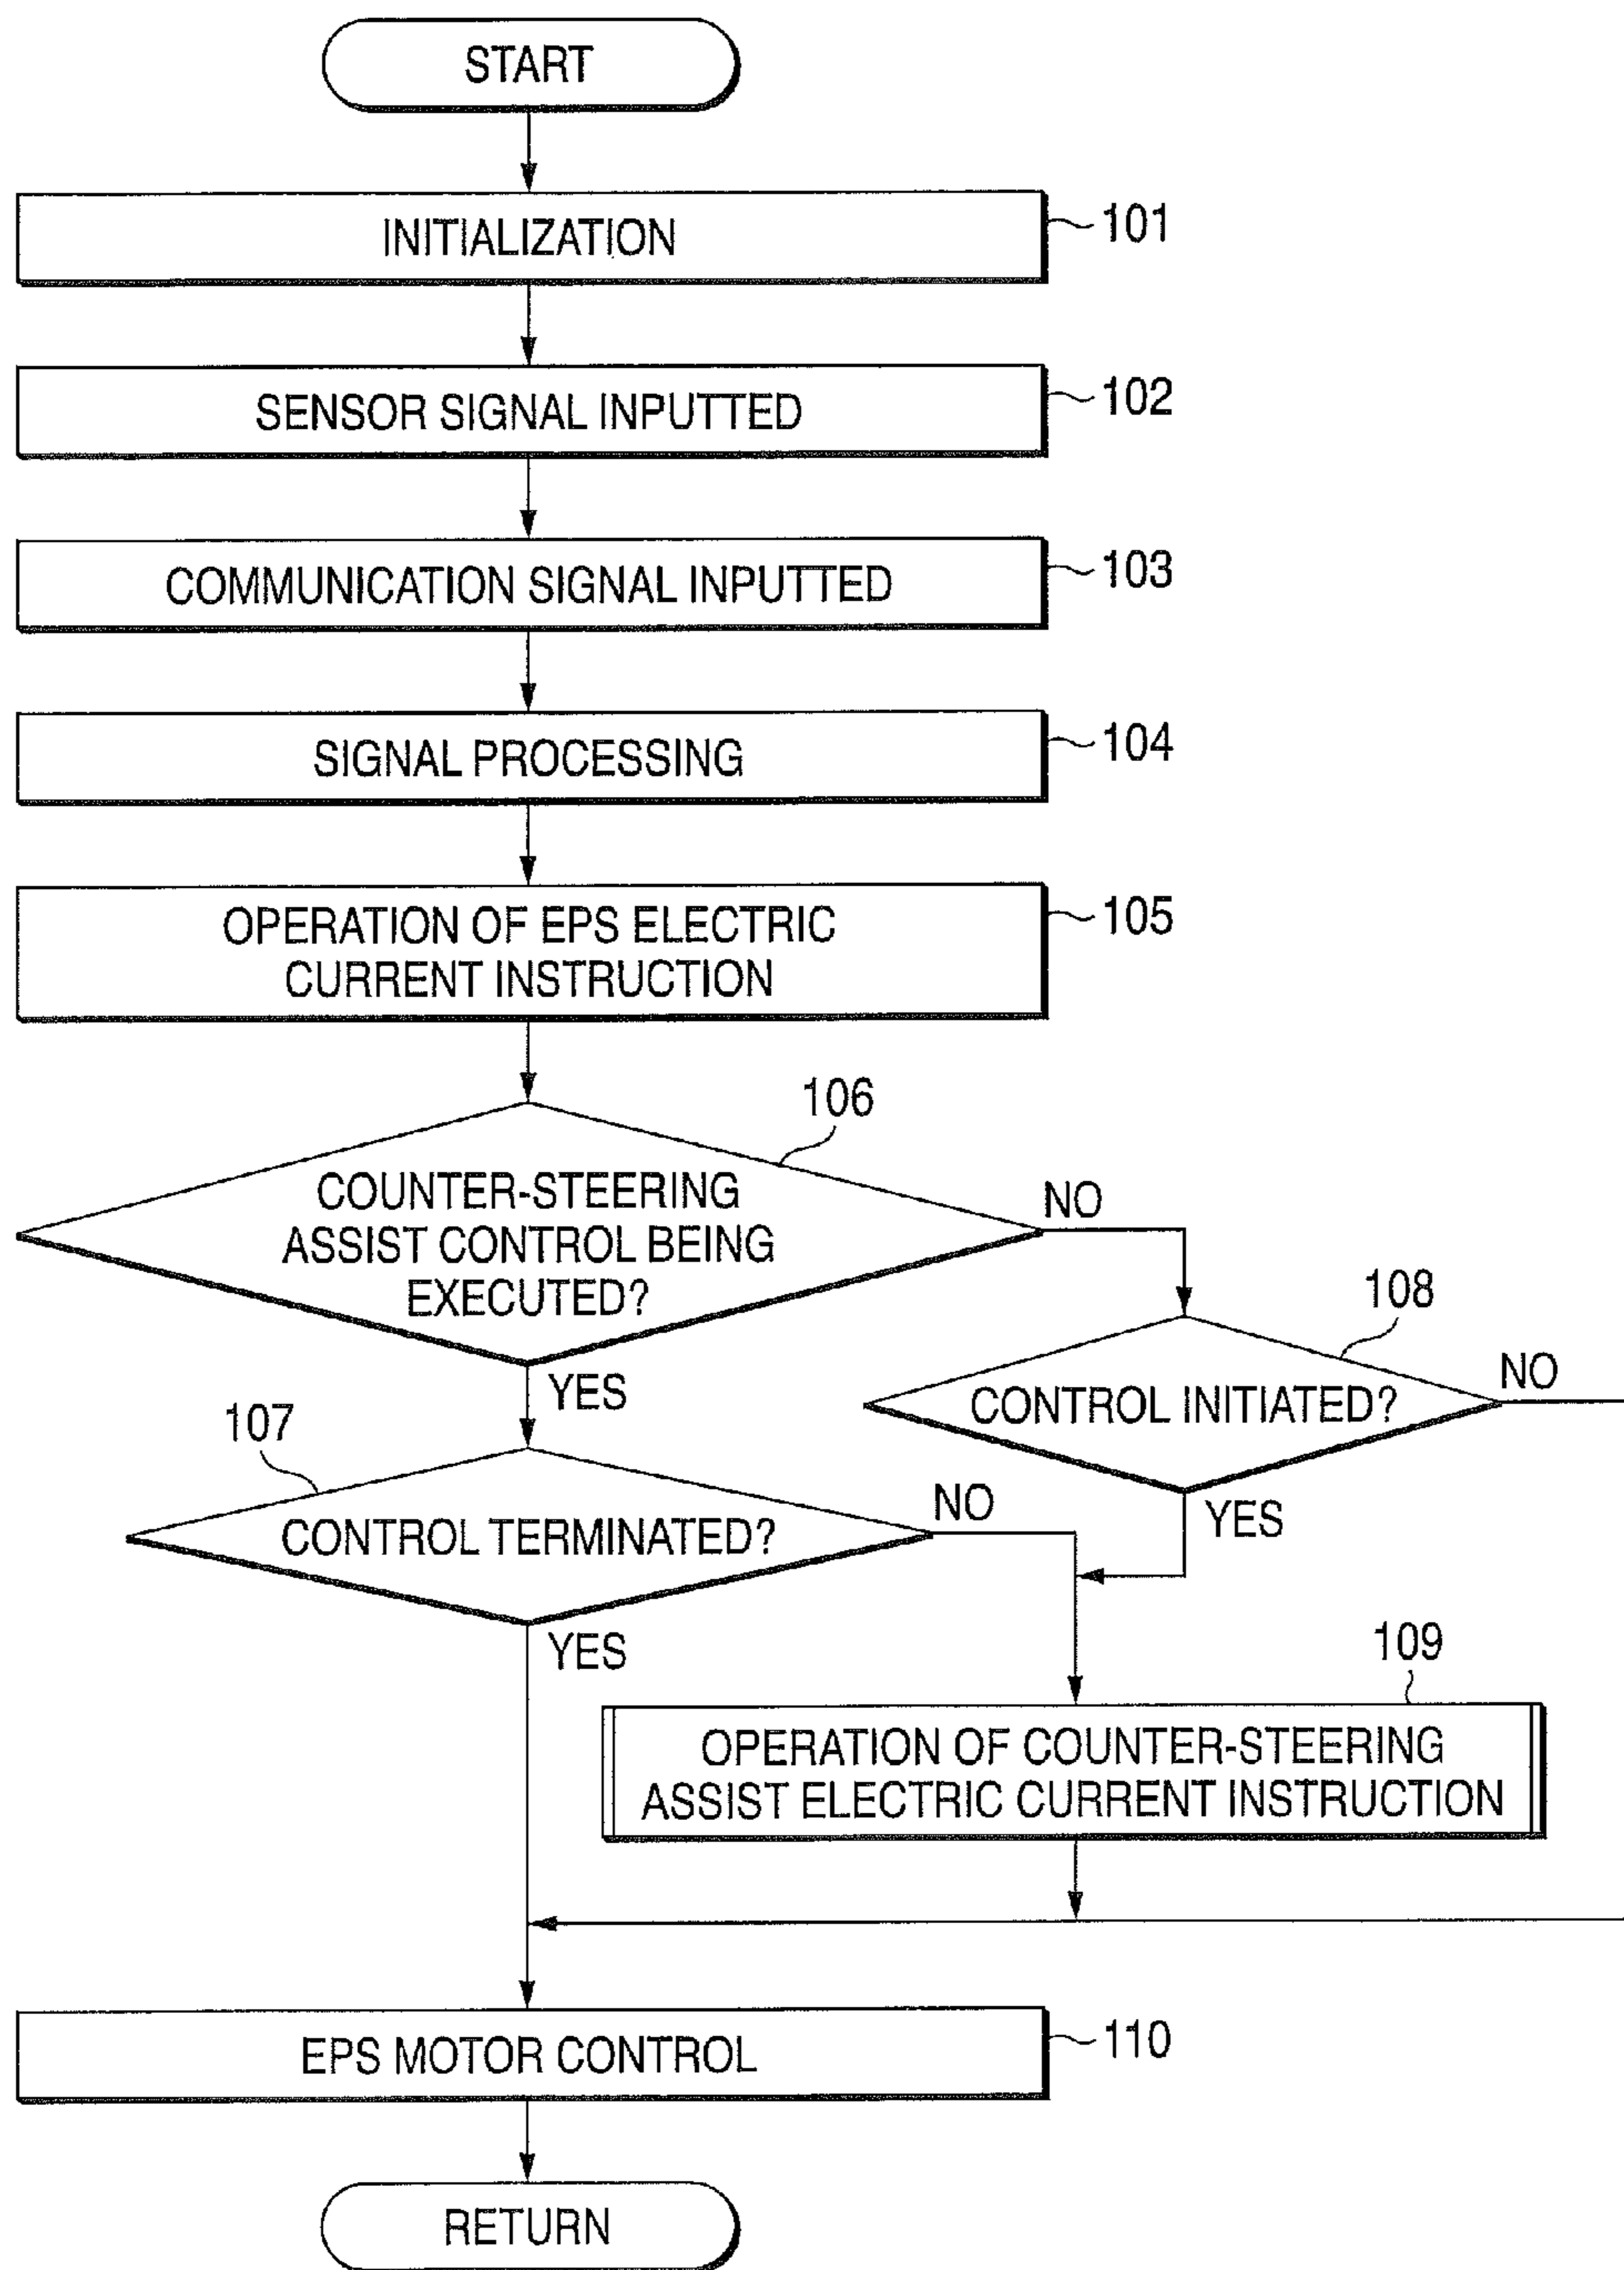 START
INITIALIZATION
101
SENSOR SIGNAL INPUTTED
102
COMMUNICATION SIGNAL INPUTTED
103
SIGNAL PROCESSING
104
OPERATION OF EPS ELECTRIC
CURRENT INSTRUCTION
105
106
COUNTER-STEERING
ASSIST CONTROL BEING
EXECUTED?
NO
YES
108
CONTROL INITIATED?
NO
YES
107
CONTROL TERMINATED?
NO
YES
109
OPERATION OF COUNTER-STEERING
ASSIST ELECTRIC CURRENT INSTRUCTION
EPS MOTOR CONTROL
110
RETURN